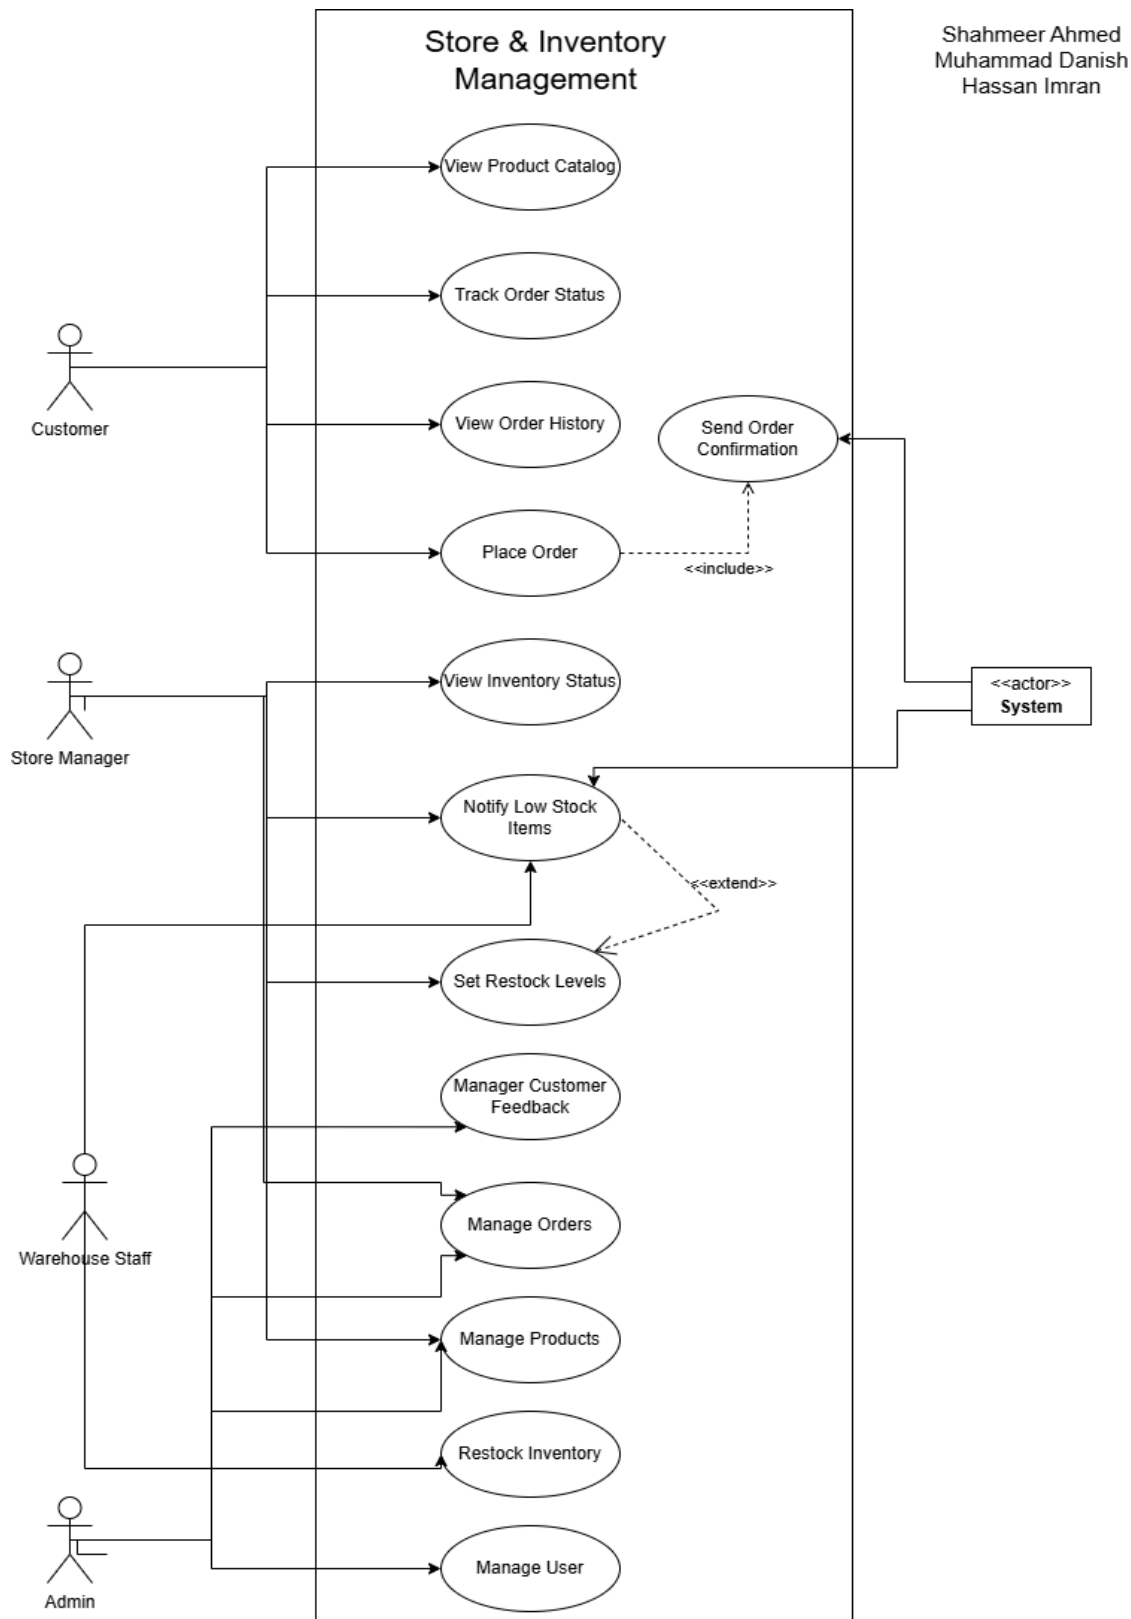 Store & Inventory
Management
Shahmeer Ahmed
Muhammad Danish
Hassan Imran
View Product Catalog
Track Order Status
Customer
View Order History
Send Order
Confirmation
Place Order
<<include>>
Store Manager
View Inventory Status
<<actor>>
System
Notify Low Stock
Items
<<extend>>
Set Restock Levels
Manager Customer
Feedback
Warehouse Staff
Manage Orders
Manage Products
Restock Inventory
Admin
Manage User